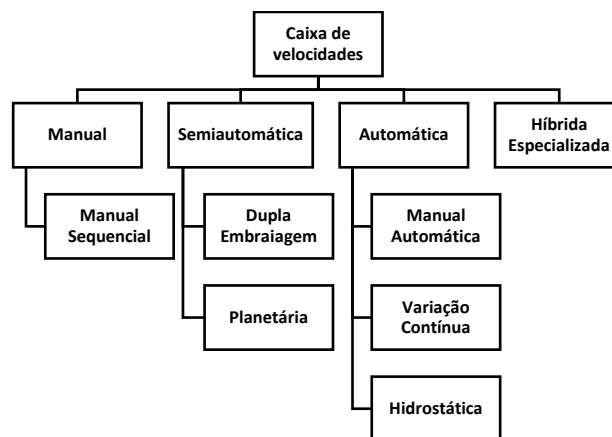 Caixa de
velocidades
Manual
Semiautomática
Automática
Híbrida
Especializada
Manual
Sequencial
Dupla
Embraiagem
Manual
Automática
Planetária
Variação
Contínua
Hidrostática